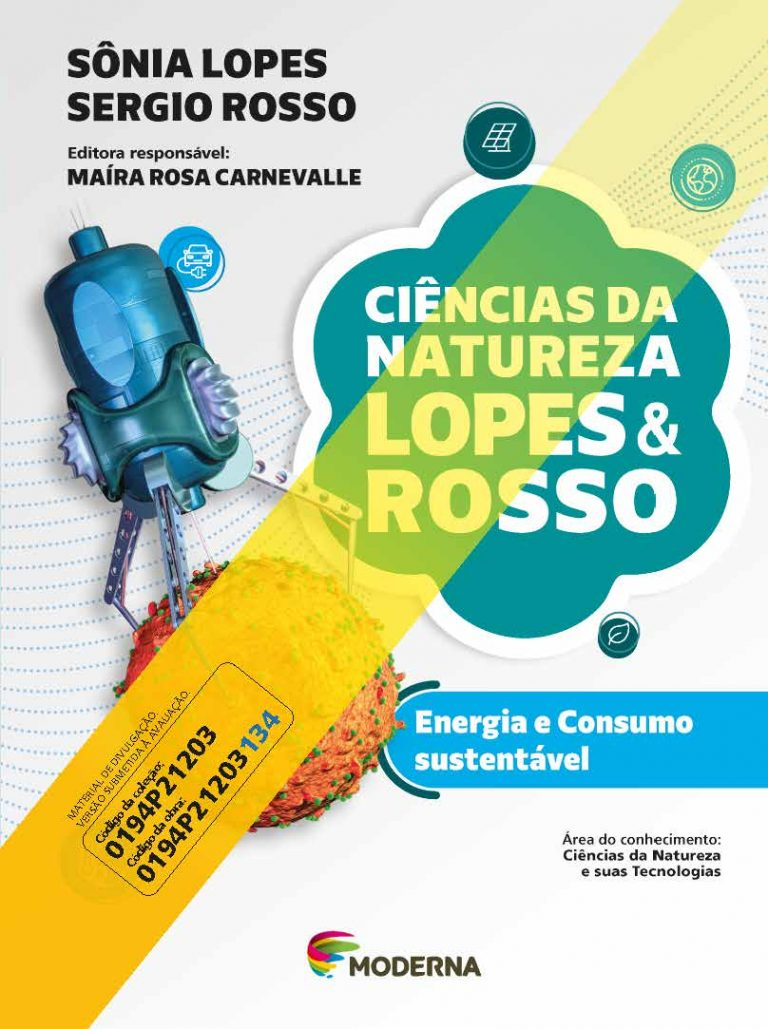 SÔNIA LOPES
SERGIO ROSSO
Editora responsável:
MAÍRA ROSA CARNEVALLE
CIÊNCIAS DA
NATUREZA
LOPES &
ROSSO
Energia e Consumo
sustentável
MATERIAL DE DIVULGAÇÃO.
VERSÃO SUBMETIDA À AVALIAÇÃO.
Código da coleção:
0194P21203
Código da obra:
0194P21203134
Área do conhecimento:
Ciências da Natureza
e suas Tecnologias
MODERNA